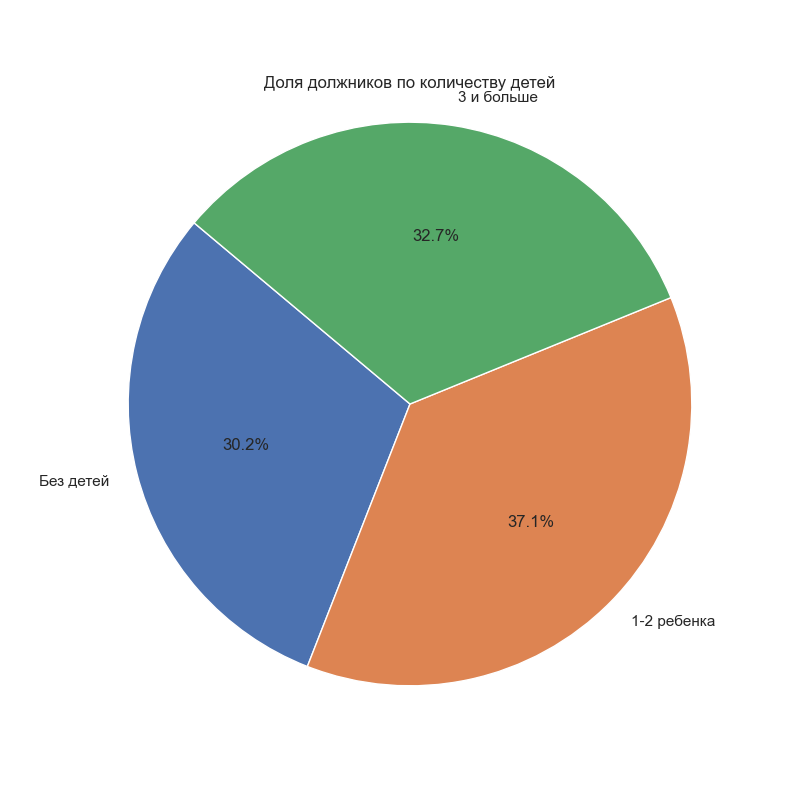 Доля должников по количеству детей
3 и больше
32.7%
30.2%
Без детей
37.1%
1-2 ребенка